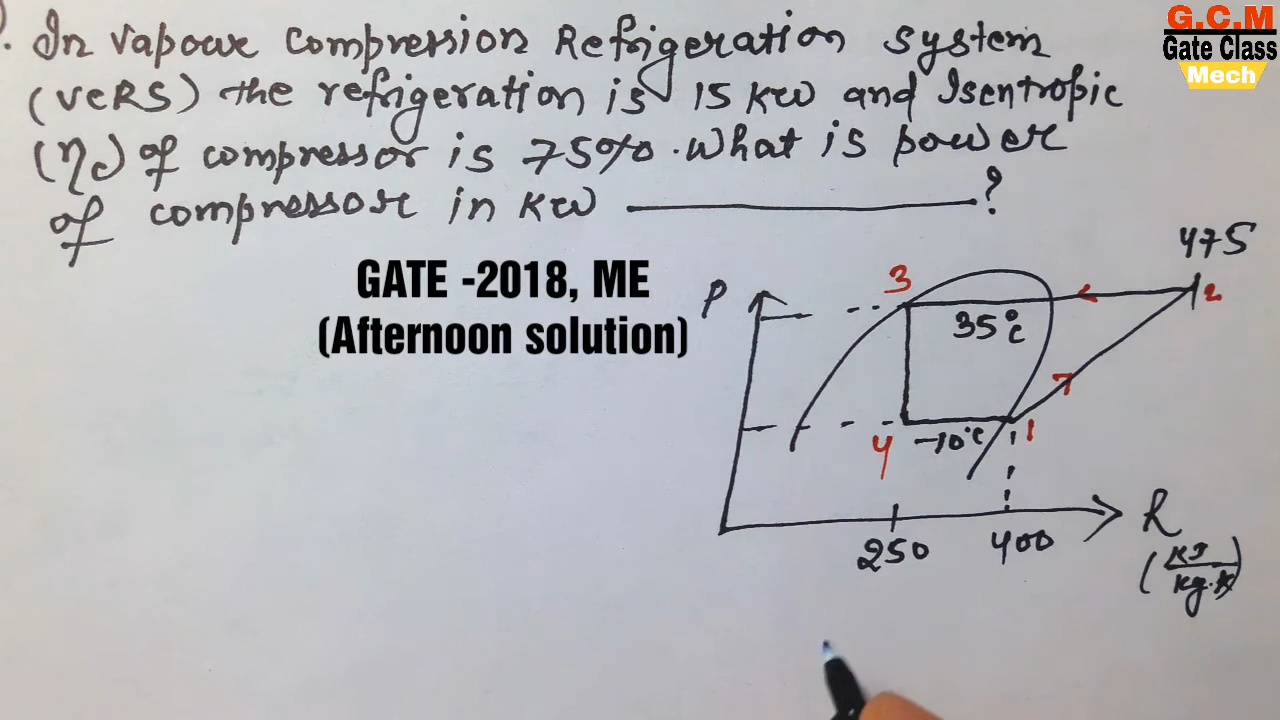 G.C.M
Gate Class
Mech
. In vapour compression Refrigeration system
(VCRS) the refrigeration is 15 kw and Isentropic
(ηc) of compressor is 75%. What is power
of compressor in kw ?
GATE -2018, ME
(Afternoon solution)
475
P 3 2
35°c
4 -10°c 1
250 400 h
(kJ/kg.K)